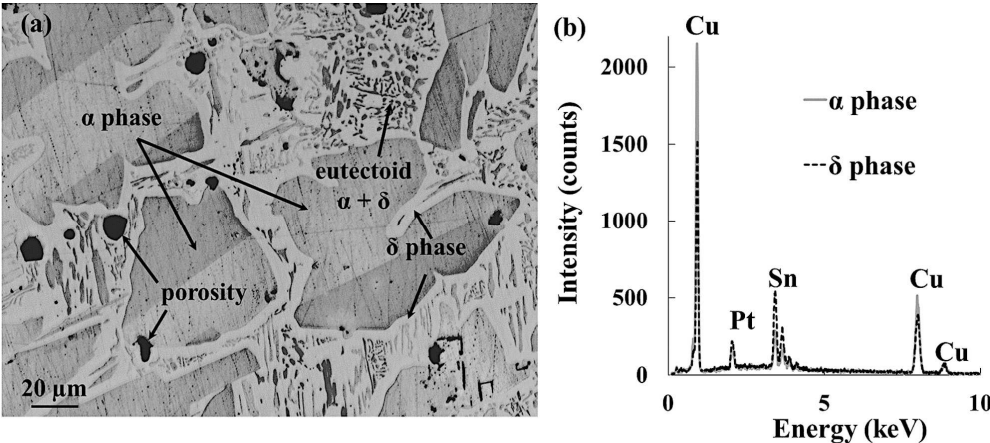 (a)
α phase
eutectoid
α + δ
δ phase
porosity
20 µm
(b)
Cu
2000
α phase
1500
δ phase
Intensity (counts)
1000
500
Sn
Cu
Pt
Cu
0
0
5
10
Energy (keV)